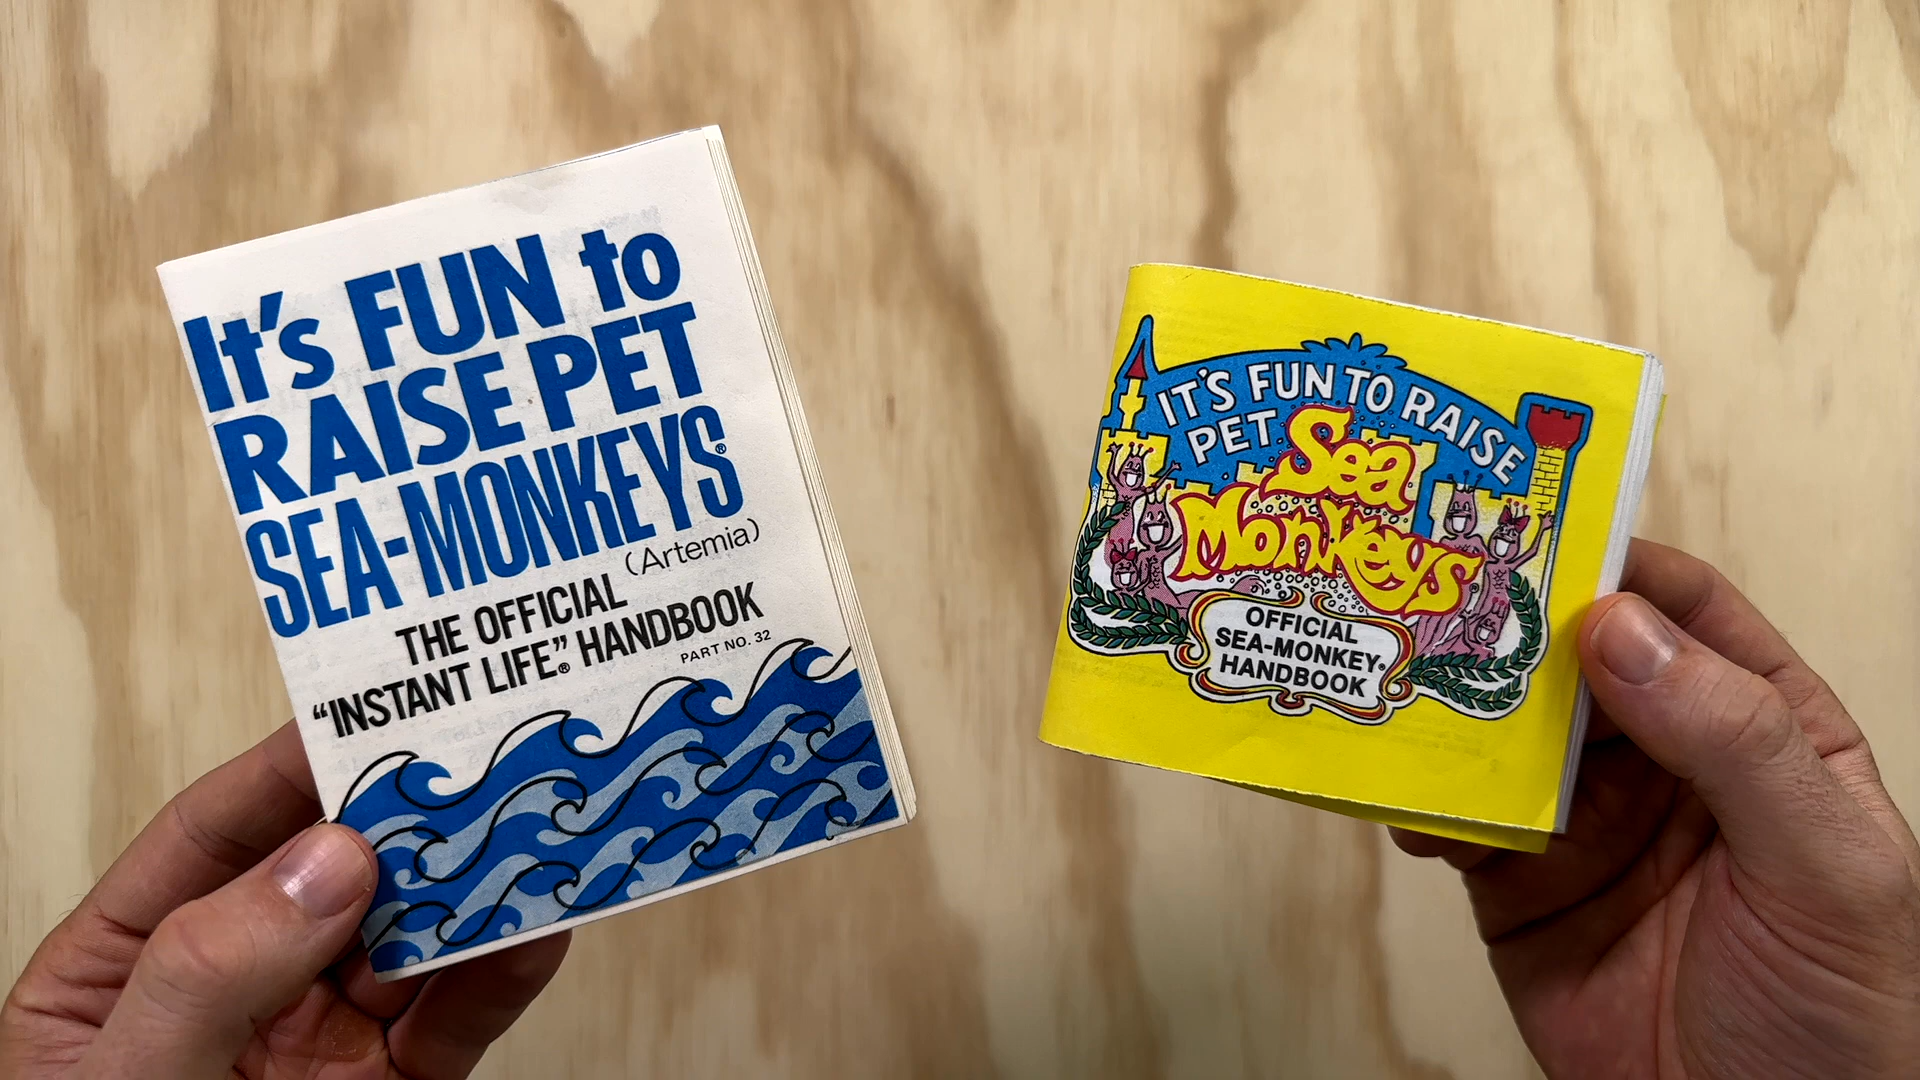 It's FUN to
RAISE PET
SEA-MONKEYS®
(Artemia)
THE OFFICIAL
“INSTANT LIFE”® HANDBOOK
PART NO. 32
IT'S FUN TO RAISE
PET Sea
Monkeys®
OFFICIAL
SEA-MONKEY®
HANDBOOK